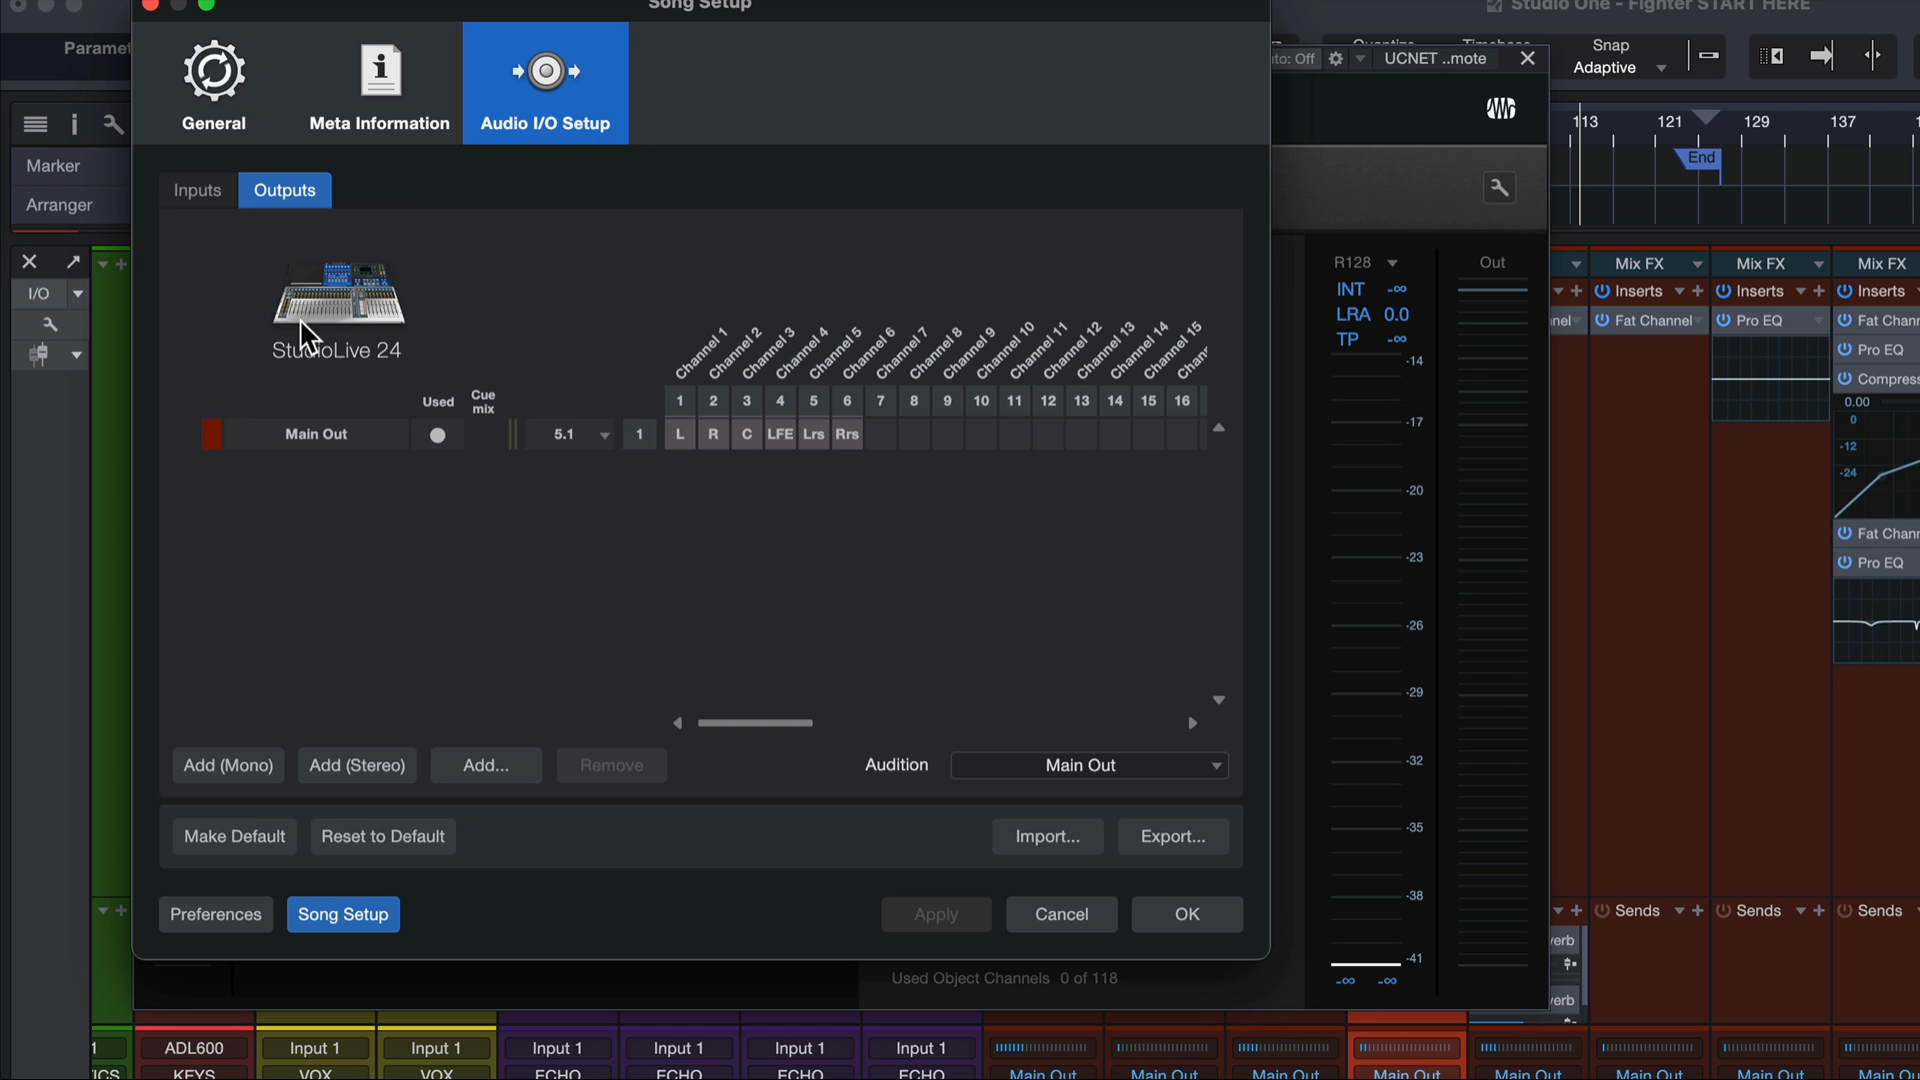 Song Setup
Studio One - Fighter START HERE
General
Meta Information
Audio I/O Setup
Inputs
Outputs
StudioLive 24
Used
Cue
mix
Channel 1
Channel 2
Channel 3
Channel 4
Channel 5
Channel 6
Channel 7
Channel 8
Channel 9
Channel 10
Channel 11
Channel 12
Channel 13
Channel 14
Channel 15
1 2 3 4 5 6 7 8 9 10 11 12 13 14 15 16
Main Out
5.1
1
L R C LFE Lrs Rrs
Add (Mono)
Add (Stereo)
Add...
Remove
Audition
Main Out
Make Default
Reset to Default
Import...
Export...
Preferences
Song Setup
Apply
Cancel
OK
Used Object Channels 0 of 118
Marker
Arranger
I/O
UCNET ..mote
Snap
Adaptive
113 121 129 137
End
R128
Out
INT -∞
LRA 0.0
TP -∞
-14
-17
-20
-23
-26
-29
-32
-35
-38
-41
-∞ -∞
Mix FX
Mix FX
Mix FX
Inserts
Inserts
Inserts
Fat Channel
Pro EQ
Pro EQ
Compress
0.00
0
-12
-24
Pro EQ
Sends
Sends
Sends
1
ADL600
Input 1
Input 1
Input 1
Input 1
Input 1
Input 1
KEYS
VOX
VOX
ECHO
ECHO
ECHO
ECHO
Main Out
Main Out
Main Out
Main Out
Main Out
Main Out
Main Out